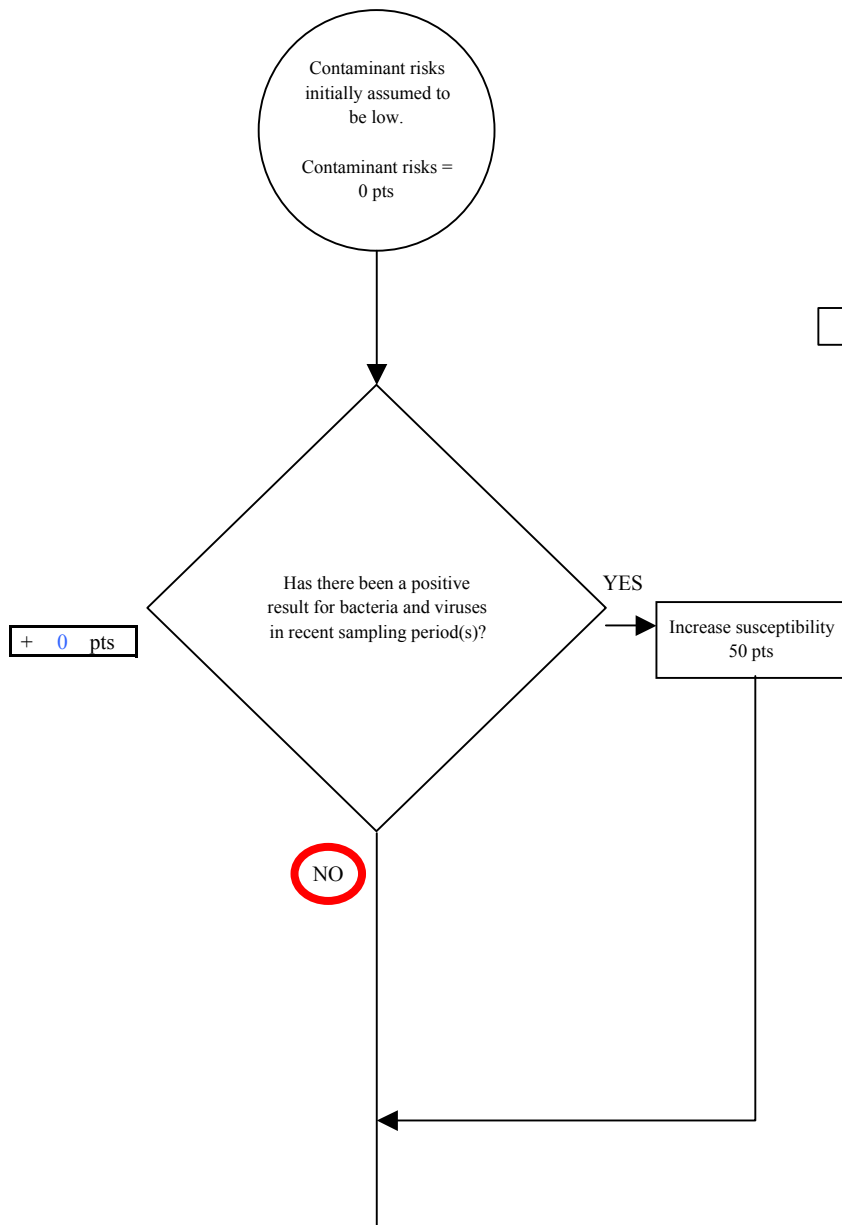 Contaminant risks
initially assumed to
be low.
Contaminant risks =
0 pts
Has there been a positive
result for bacteria and viruses
in recent sampling period(s)?
YES
Increase susceptibility
50 pts
+ 0 pts
NO